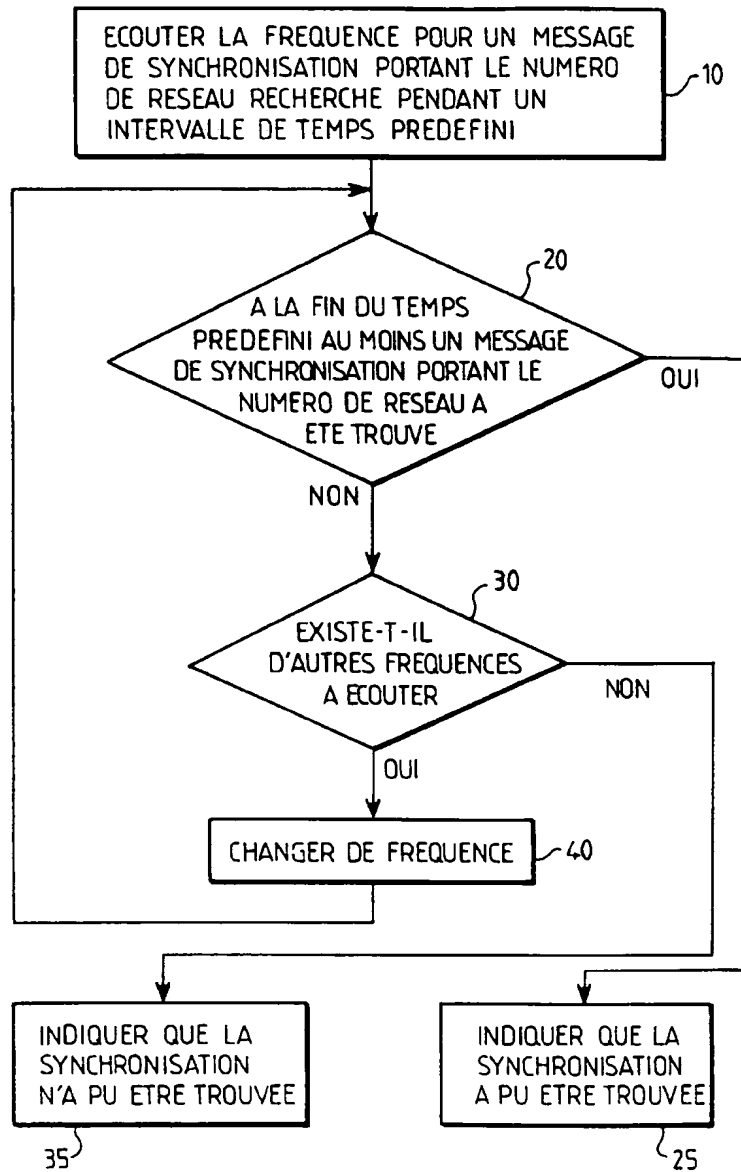 ECOUTER LA FREQUENCE POUR UN MESSAGE
DE SYNCHRONISATION PORTANT LE NUMERO
DE RESEAU RECHERCHE PENDANT UN
INTERVALLE DE TEMPS PREDEFINI
10
20
A LA FIN DU TEMPS
PREDEFINI AU MOINS UN MESSAGE
DE SYNCHRONISATION PORTANT LE
NUMERO DE RESEAU A
ETE TROUVE
OUI
NON
30
EXISTE-T-IL
D'AUTRES FREQUENCES
A ECOUTER
NON
OUI
CHANGER DE FREQUENCE
40
INDIQUER QUE LA
SYNCHRONISATION
N'A PU ETRE TROUVEE
35
INDIQUER QUE LA
SYNCHRONISATION
A PU ETRE TROUVEE
25